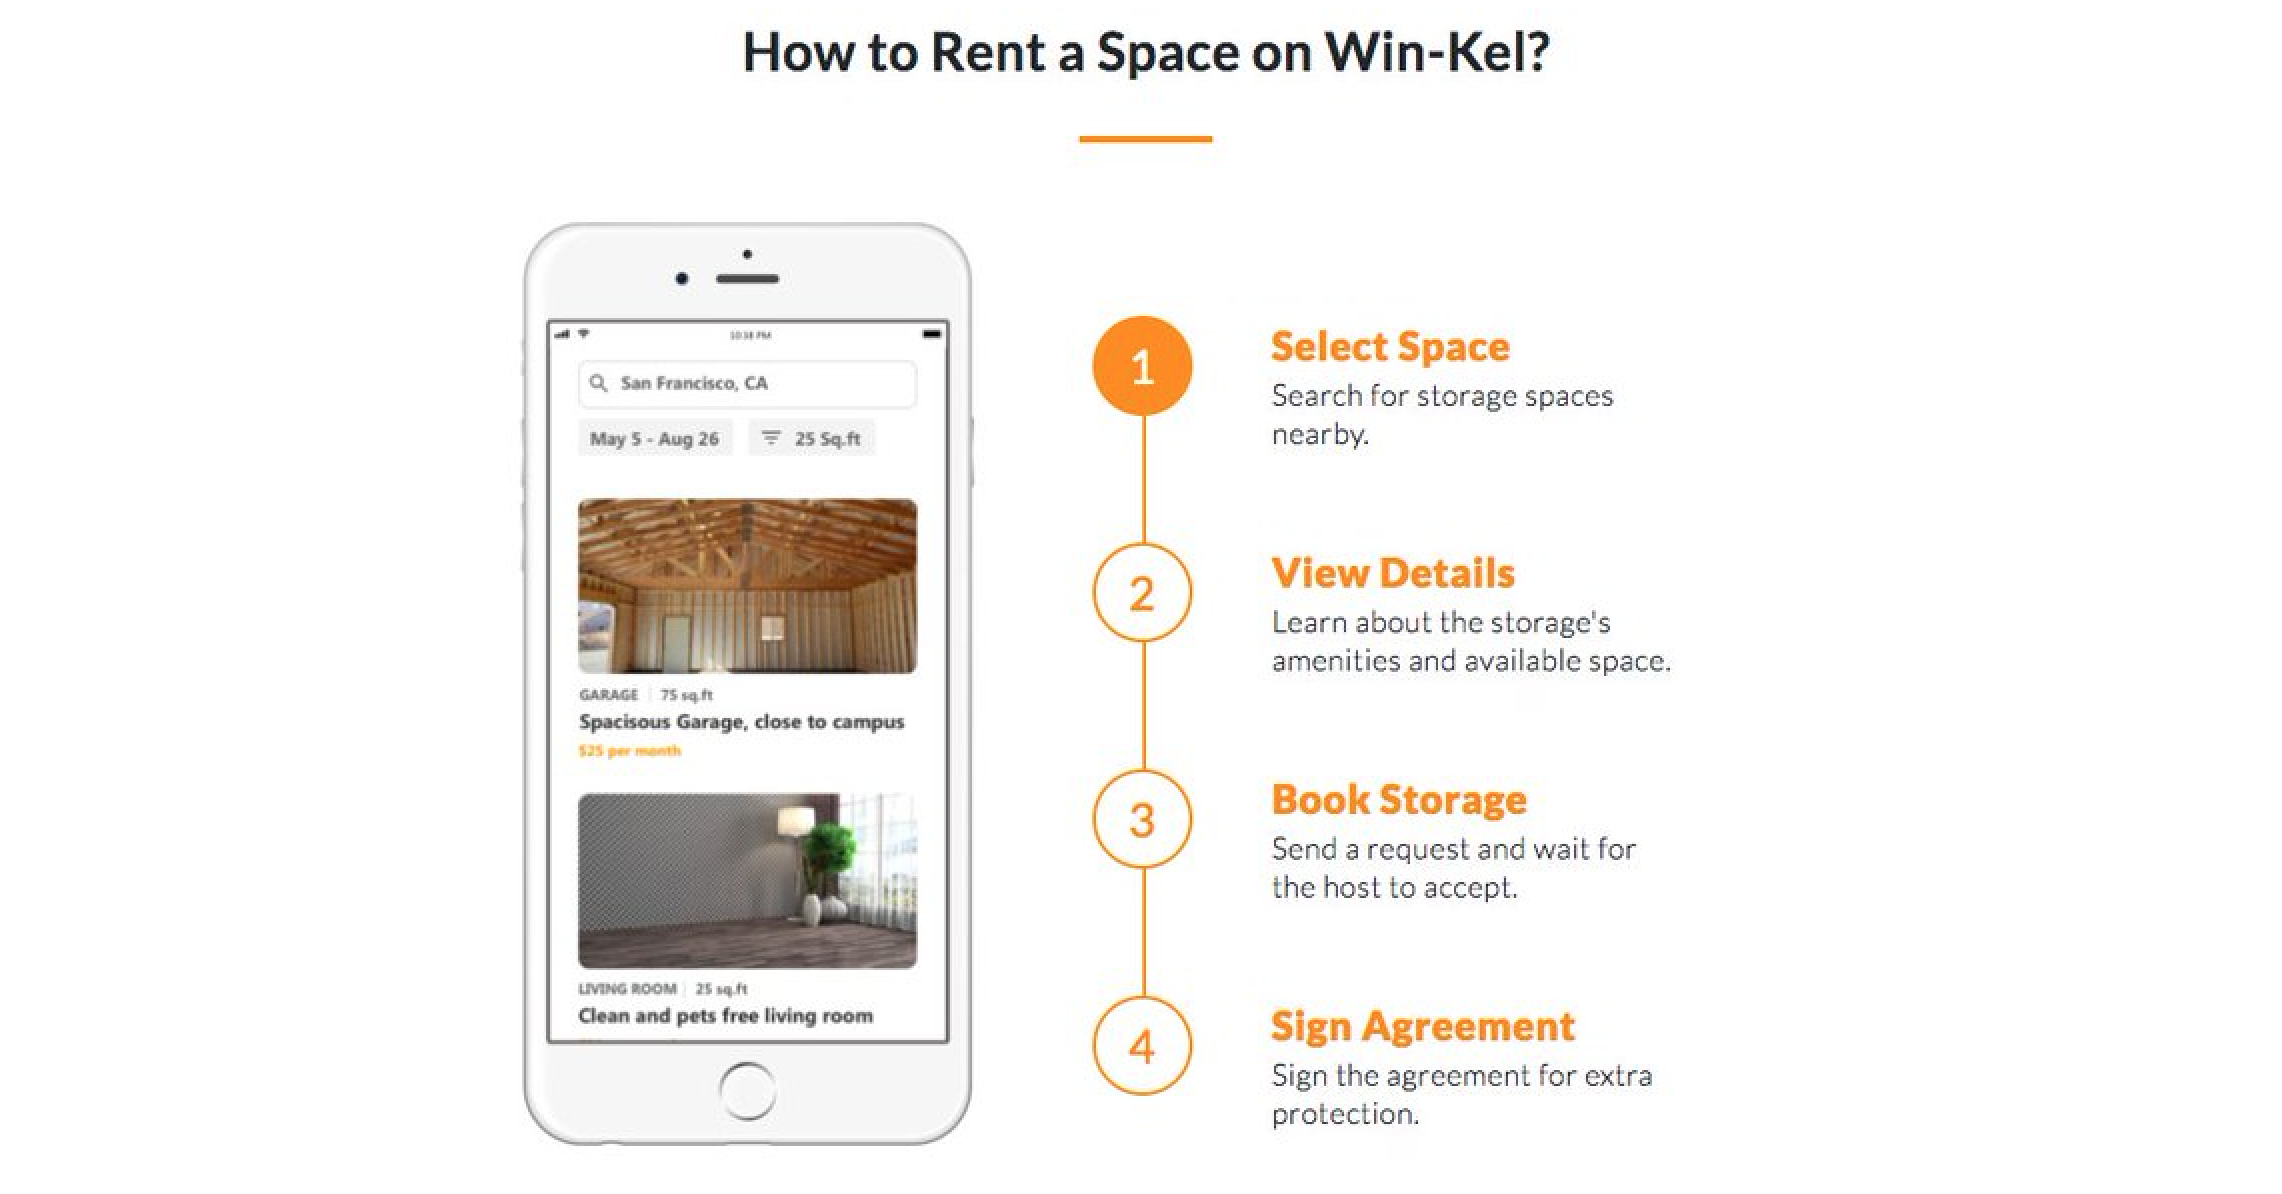 How to Rent a Space on Win-Kel?
10:38 PM
San Francisco, CA
May 5 - Aug 26
25 Sq.ft
GARAGE | 75 sq.ft
Spacisous Garage, close to campus
$25 per month
LIVING ROOM | 25 sq.ft
Clean and pets free living room
1
Select Space
Search for storage spaces
nearby.
2
View Details
Learn about the storage's
amenities and available space.
3
Book Storage
Send a request and wait for
the host to accept.
4
Sign Agreement
Sign the agreement for extra
protection.